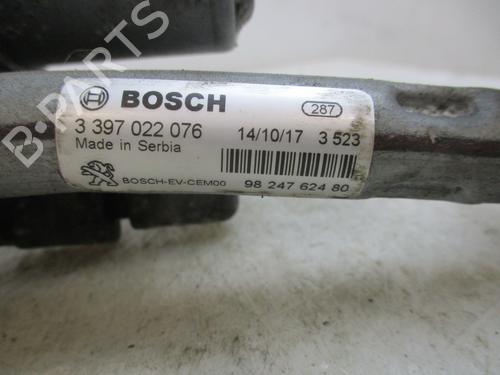 BOSCH
287
3 397 022 076
14/10/17 3 523
Made in Serbia
BOSCH-EV-CEM00
98 247 624 80
B-PARTS